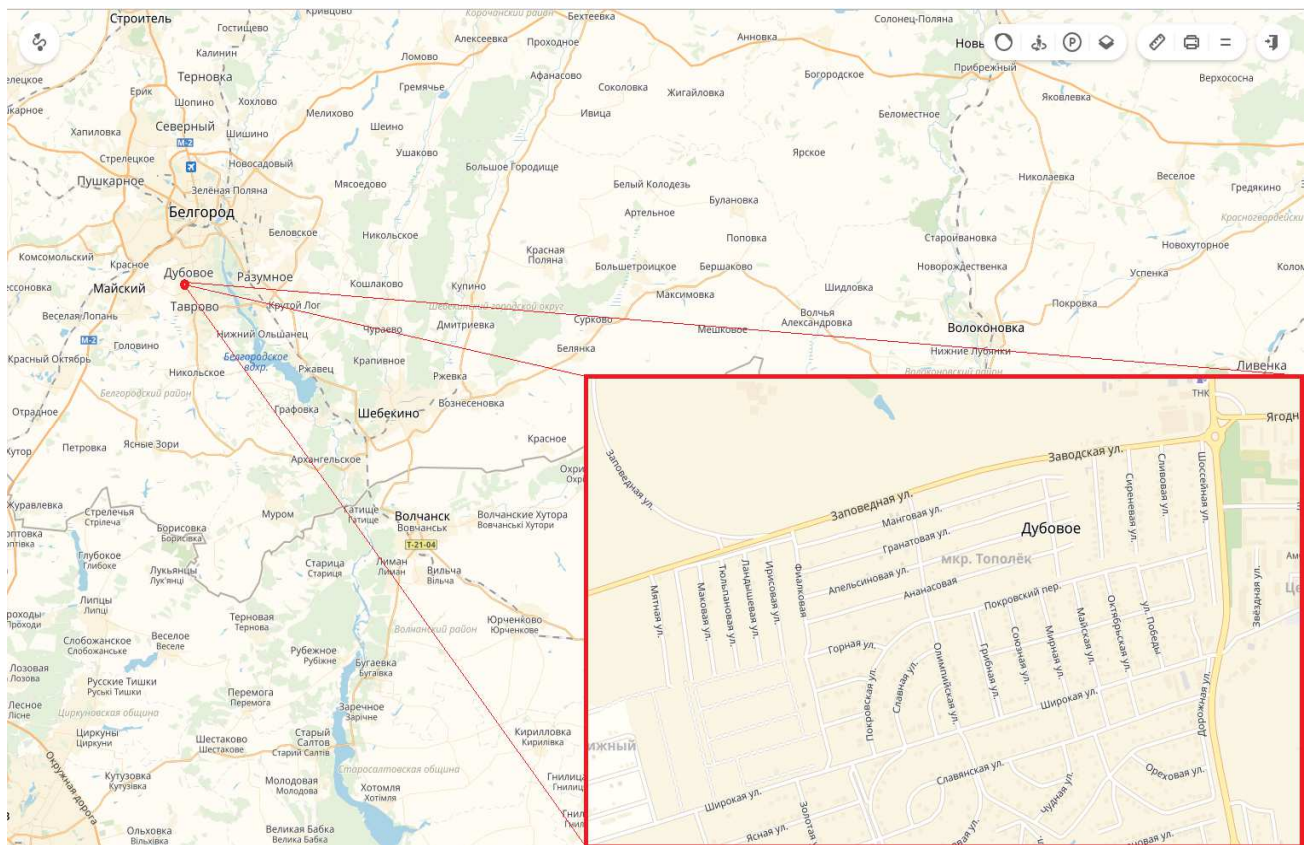 Строитель
Гостищево
Кривцово
Корочанский район
Бехтеевка
Солонец-Поляна
Калинин
Алексеевка
Проходное
Анновка
Новы
P
Ломово
Терновка
Афанасово
Богородское
Прибрежный
Верхососна
Ерик
Шопино
Хохлово
Гремячье
Соколовка
Жигайловка
Яковлевка
Мелихово
Ивица
Беломестное
Хапиловка
Северный
Шишино
Шеино
М-2
Стрелецкое
Новосадовый
Ушаково
Большое Городище
Ярское
Пушкарное
Зелёная Поляна
Мясоедово
Белый Колодезь
Николаевка
Веселое
Гредякино
Булановка
Белгород
Артельное
Красногвардейски
Беловское
Никольское
Поповка
Староивановка
Новохуторное
Комсомольский
Красное
Красная
Поляна
Дубовое
Разумное
Большетроицкое
Бершаково
Новорождественка
Успенка
Майский
Кошлаково
Купино
Шидловка
Таврово
Крутой Лог
Шебекинский городской округ
Максимовка
Покровка
Веселая Лопань
Сурково
Волчья
Александровка
Чураево
Дмитриевка
Мешковое
Волоконовка
М-2
Головино
Нижний Ольшанец
Белянка
Нижние Лубянки
Красный Октябрь
Белгородское
вдхр.
Крапивное
Ржавец
Ржевка
Волоконовский район
Ливенка
Никольское
Белгородский район
Вознесеновка
Графовка
Шебекино
Отрадное
Петровка
Ясные Зори
Красное
Архангельское
Журавлевка
Стрелечья
Стрілеча
Гатище
Гатище
Волчанск
Вовчанськ
Волчанские Хутора
Вовчанські Хутори
Муром
Борисовка
Борисівка
Т-21-04
Глубокое
Глибоке
Лукьянцы
Лук'янці
Старица
Стариця
Лиман
Лиман
Вильча
Вільча
Липцы
Липці
Терновая
Тернова
Волчанский район
Юрченково
Юрченкове
Слобожанское
Слобожанське
Веселое
Веселе
Рубежное
Рубіжне
Бугаевка
Бугаївка
Лозовая
Лозова
Русские Тишки
Руські Тишки
Перемога
Перемога
Заречное
Зарічне
Лесное
Лісне
Циркуновская община
Циркуны
Циркуни
Шестаково
Шестакове
Старый
Салтов
Старий Салтів
Кирилловка
Кирилівка
Окружная дорога
Кутузовка
Кутузівка
Старосалтовская община
Молодовая
Молодова
Хотомля
Хотімля
Ольховка
Вільхівка
Великая Бабка
Велика Бабка
ТНК
Ягодн
Заповедная ул.
Заводская ул.
Сиреневая ул.
Сливовая ул.
Шоссейная ул.
Заповедная ул.
Манговая ул.
Дубовое
Гранатовая ул.
мкр. Тополёк
Апельсиновая ул.
Ананасовая
Мятная ул.
Маковая ул.
Тюльпановая ул.
Ландышевая ул.
Ирисовая ул.
Фиалковая
Покровский пер.
Звёздная ул.
Горная ул.
Покровская ул.
Славная ул.
Олимпийская ул.
Грибная ул.
Союзная ул.
Мирная ул.
Майская ул.
Октябрьская ул.
ул. Победы
Широкая ул.
Дорожная ул.
ижный
Славянская ул.
Чудная ул.
Ореховая ул.
Широкая ул.
Ясная ул.
Золотая